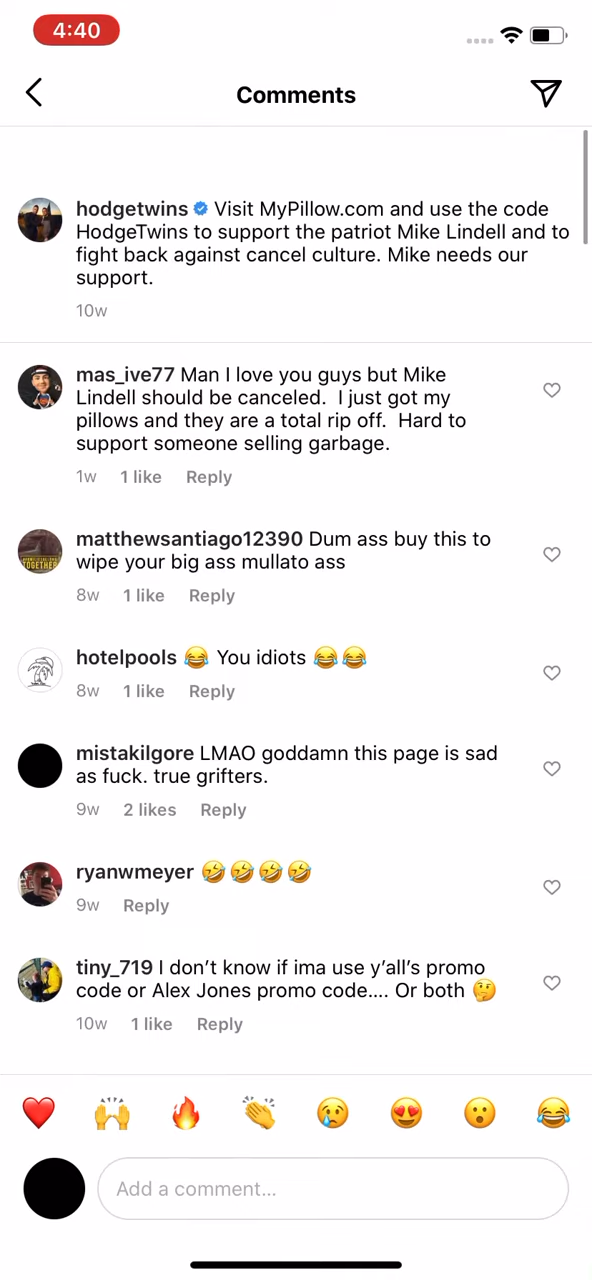 4:40
Comments
hodgetwins Visit MyPillow.com and use the code
HodgeTwins to support the patriot Mike Lindell and to
fight back against cancel culture. Mike needs our
support.
10w
mas_ive77 Man I love you guys but Mike
Lindell should be canceled. I just got my
pillows and they are a total rip off. Hard to
support someone selling garbage.
1w 1 like Reply
matthewsantiago12390 Dum ass buy this to
wipe your big ass mullato ass
8w 1 like Reply
hotelpools 😂 You idiots 😂😂
8w 1 like Reply
mistakilgore LMAO goddamn this page is sad
as fuck. true grifters.
9w 2 likes Reply
ryanwmeyer 🤣🤣🤣🤣
9w Reply
tiny_719 I don't know if ima use y'all's promo
code or Alex Jones promo code.... Or both 🤔
10w 1 like Reply
❤️ 🙌 🔥 👏 😢 😍 😮 😂
Add a comment...